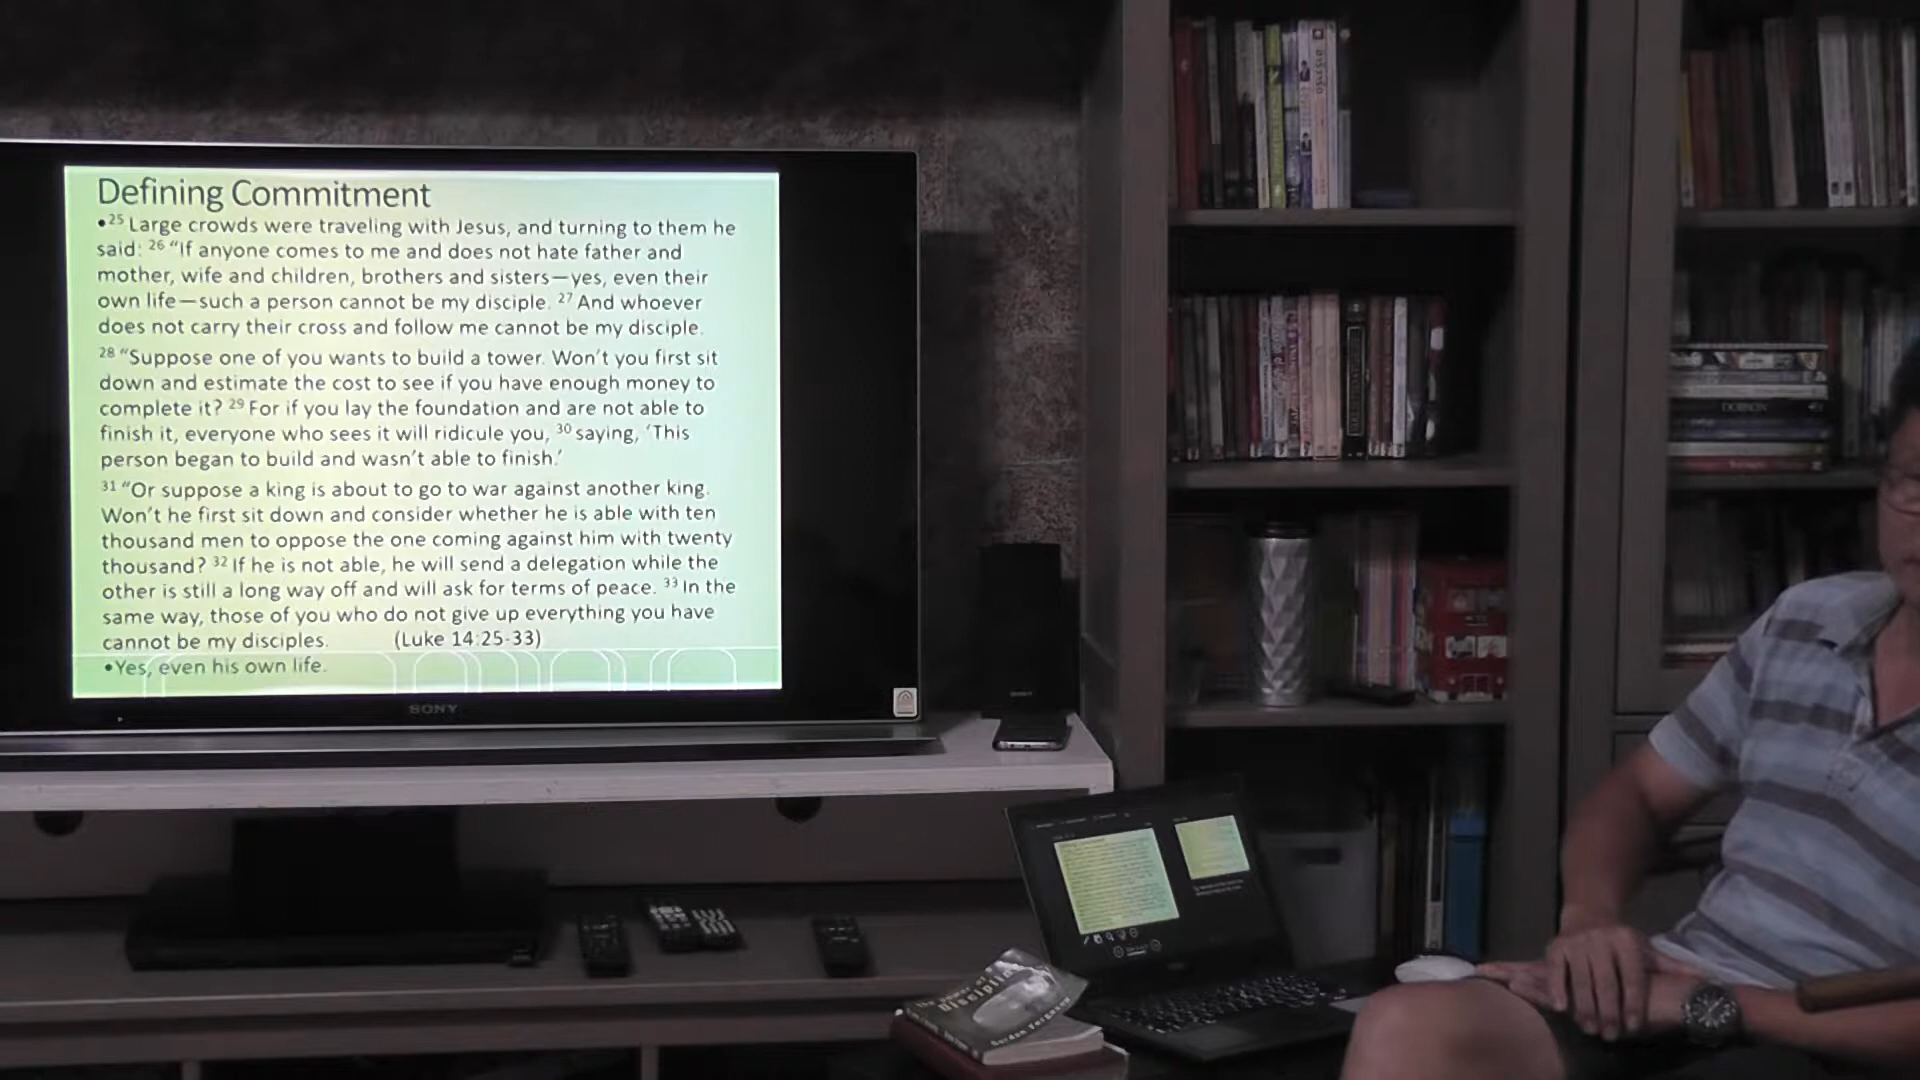 Defining Commitment
•25 Large crowds were traveling with Jesus, and turning to them he
said: 26 “If anyone comes to me and does not hate father and
mother, wife and children, brothers and sisters—yes, even their
own life—such a person cannot be my disciple. 27 And whoever
does not carry their cross and follow me cannot be my disciple.
28 “Suppose one of you wants to build a tower. Won’t you first sit
down and estimate the cost to see if you have enough money to
complete it? 29 For if you lay the foundation and are not able to
finish it, everyone who sees it will ridicule you, 30 saying, ‘This
person began to build and wasn’t able to finish.’
31 “Or suppose a king is about to go to war against another king.
Won’t he first sit down and consider whether he is able with ten
thousand men to oppose the one coming against him with twenty
thousand? 32 If he is not able, he will send a delegation while the
other is still a long way off and will ask for terms of peace. 33 In the
same way, those of you who do not give up everything you have
cannot be my disciples. (Luke 14:25-33)
•Yes, even his own life.
SONY
DOBSON
Gordon Ferguson